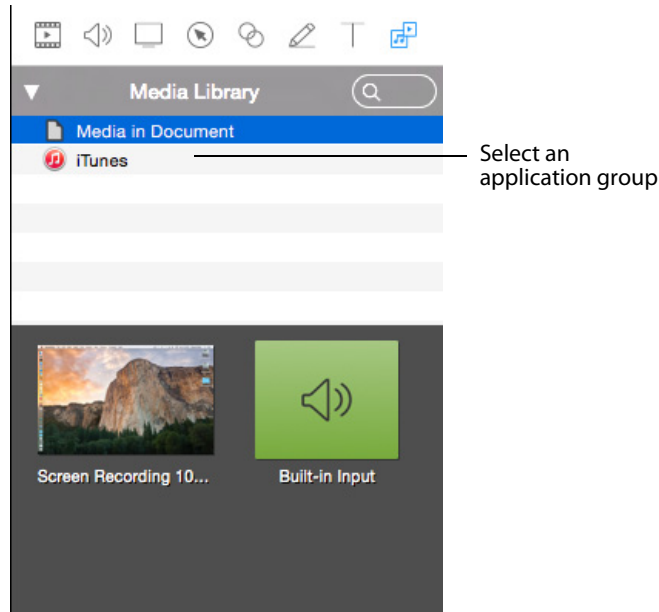 Media Library
Media in Document
iTunes
Select an
application group
Screen Recording 10...
Built-in Input